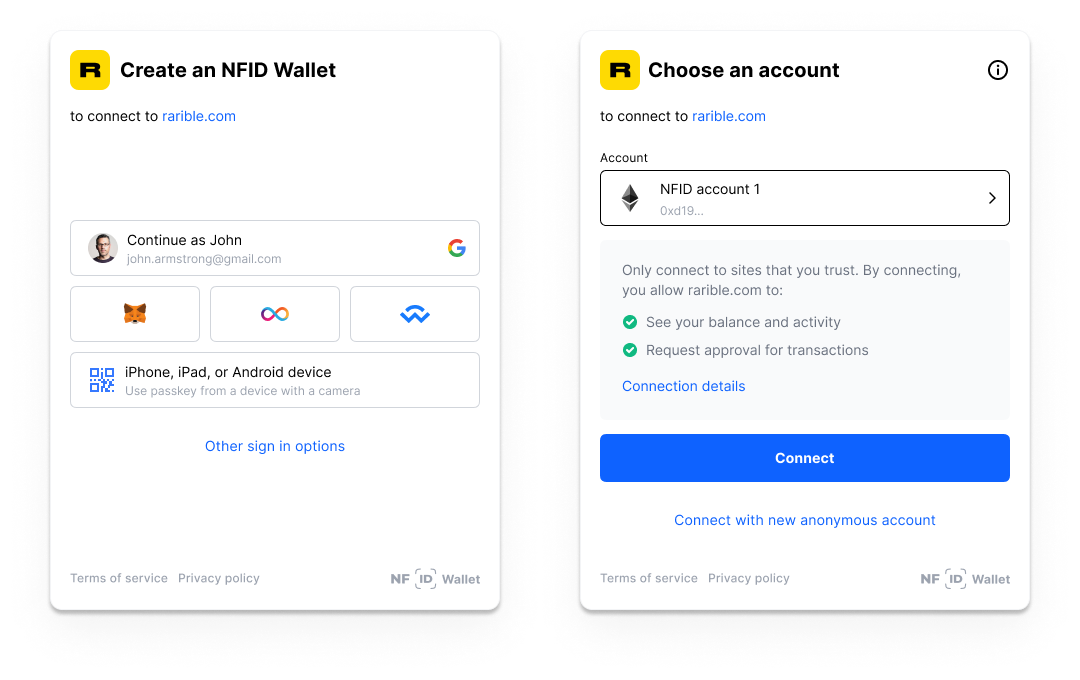 R Create an NFID Wallet
to connect to rarible.com
Continue as John
john.armstrong@gmail.com
G
iPhone, iPad, or Android device
Use passkey from a device with a camera
Other sign in options
Terms of service Privacy policy NF ID Wallet
R Choose an account
to connect to rarible.com
Account
NFID account 1
0xd19...
Only connect to sites that you trust. By connecting,
you allow rarible.com to:
See your balance and activity
Request approval for transactions
Connection details
Connect
Connect with new anonymous account
Terms of service Privacy policy NF ID Wallet